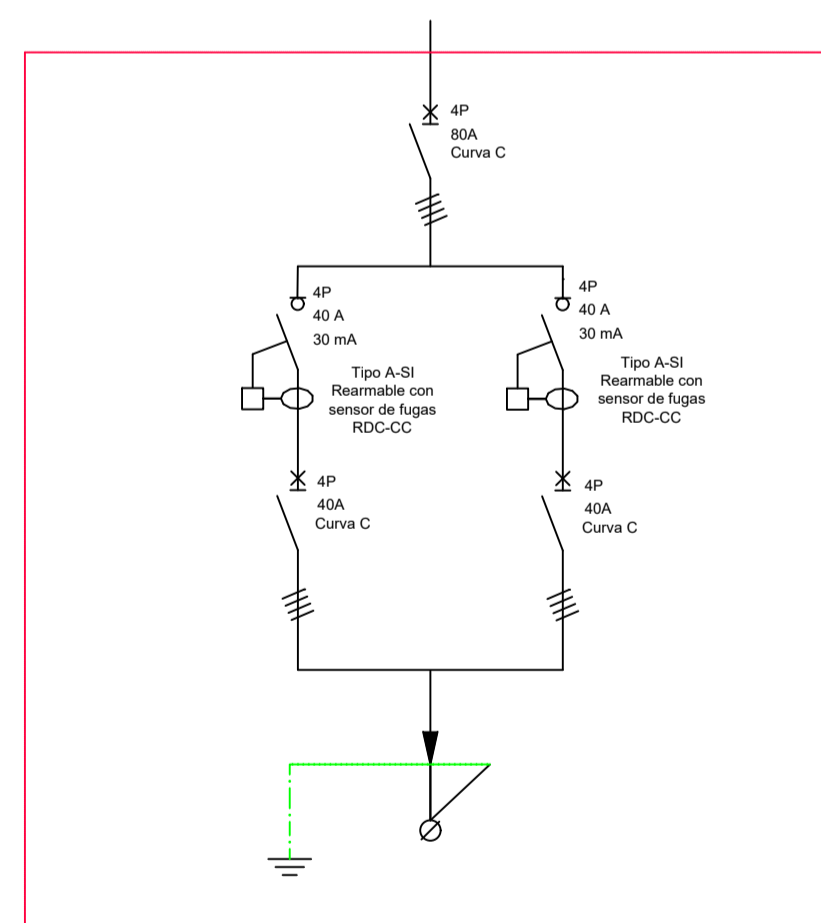 4P
80A
Curva C
4P
40 A
30 mA
Tipo A-SI
Rearmable con
sensor de fugas
RDC-CC
4P
40 A
30 mA
Tipo A-SI
Rearmable con
sensor de fugas
RDC-CC
4P
40A
Curva C
4P
40A
Curva C